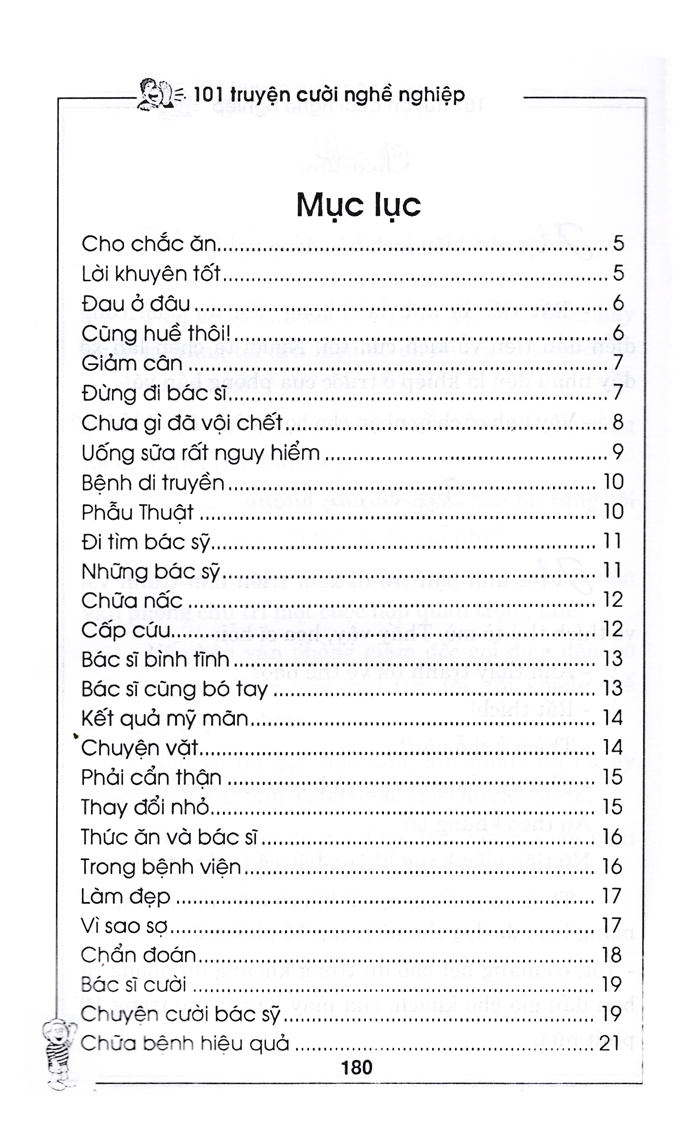 101 truyện cười nghề nghiệp
Mục lục
Cho chắc ăn.......... 5
Lời khuyên tốt.......... 5
Đau ở đâu.......... 6
Cũng huề thôi!.......... 6
Giảm cân.......... 7
Đừng đi bác sĩ.......... 7
Chưa gì đã vội chết.......... 8
Uống sữa rất nguy hiểm.......... 9
Bệnh di truyền.......... 10
Phẫu Thuật.......... 10
Đi tìm bác sỹ.......... 11
Những bác sỹ.......... 11
Chữa nấc.......... 12
Cấp cứu.......... 12
Bác sĩ bình tĩnh.......... 13
Bác sĩ cũng bó tay.......... 13
Kết quả mỹ mãn.......... 14
Chuyện vặt.......... 14
Phải cẩn thận.......... 15
Thay đổi nhỏ.......... 15
Thức ăn và bác sĩ.......... 16
Trong bệnh viện.......... 16
Làm đẹp.......... 17
Vì sao sợ.......... 17
Chẩn đoán.......... 18
Bác sĩ cười.......... 19
Chuyện cười bác sỹ.......... 19
Chữa bệnh hiệu quả.......... 21
180